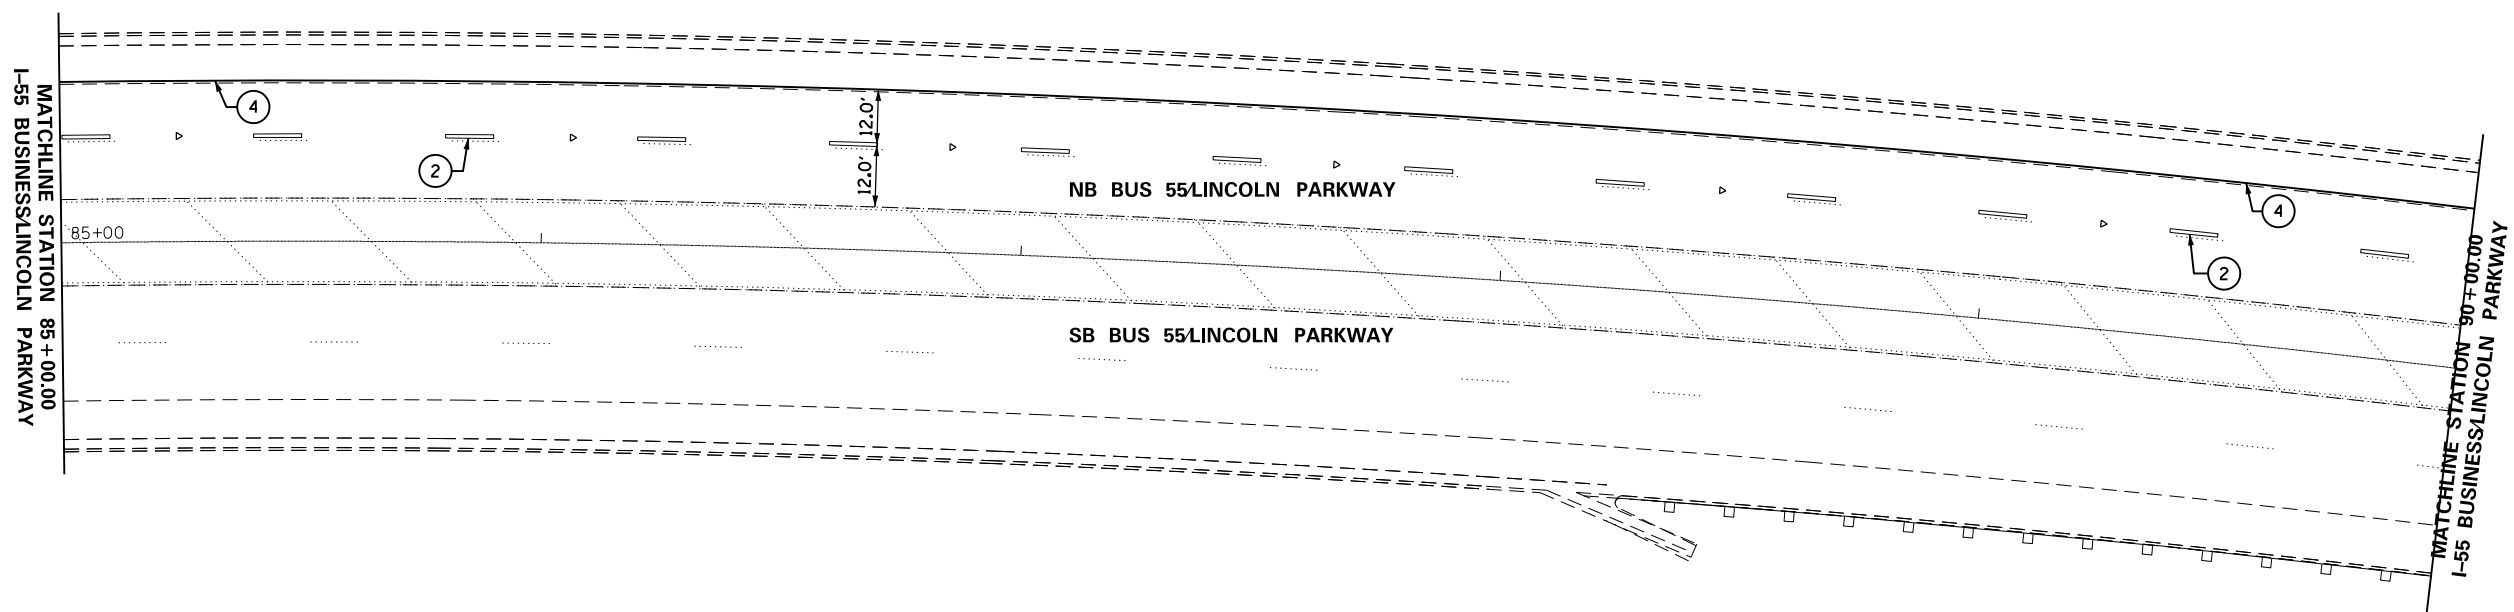 MATCHLINE STATION 85+00.00
I-55 BUSINESS/LINCOLN PARKWAY
4
2
85+00
12.0'
12.0'
NB BUS 55/LINCOLN PARKWAY
SB BUS 55/LINCOLN PARKWAY
4
2
MATCHLINE STATION 90+00.00
I-55 BUSINESS/LINCOLN PARKWAY